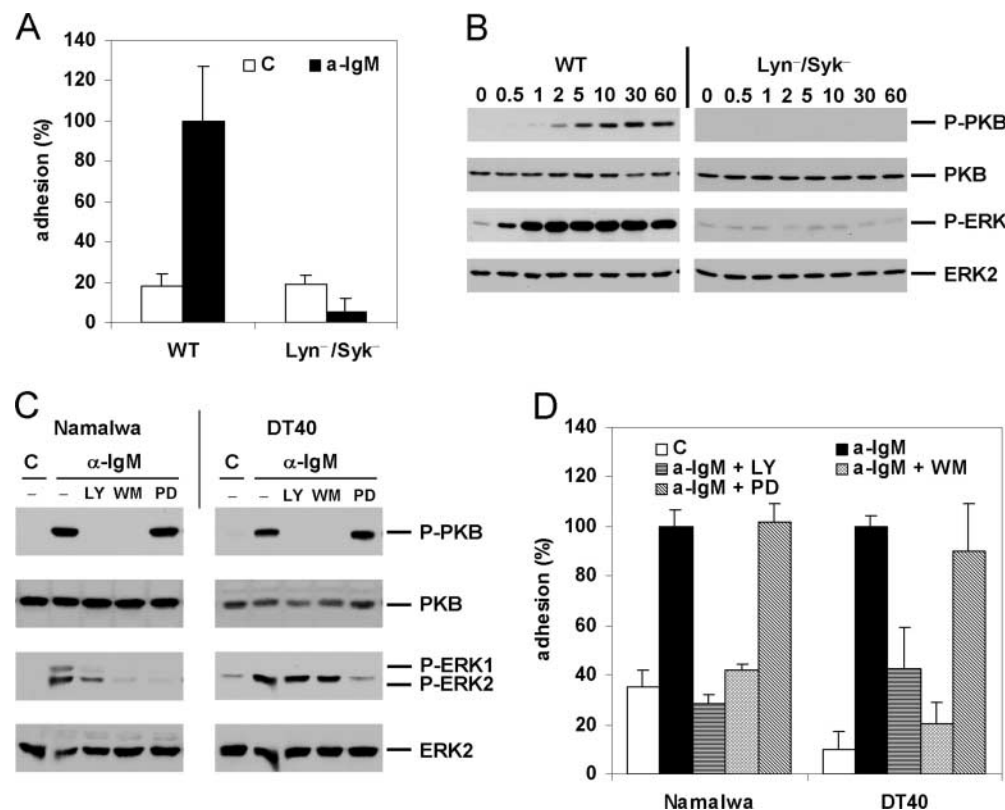 A
140
120
100
80
60
40
20
0
adhesion (%)
C a-IgM
WT Lyn⁻/Syk⁻
B
WT Lyn⁻/Syk⁻
0 0.5 1 2 5 10 30 60 0 0.5 1 2 5 10 30 60
P-PKB
PKB
P-ERK
ERK2
C
Namalwa DT40
C α-IgM C α-IgM
– – LY WM PD – – LY WM PD
P-PKB
PKB
P-ERK1
P-ERK2
ERK2
D
140
120
100
80
60
40
20
0
adhesion (%)
C a-IgM
a-IgM + LY a-IgM + WM
a-IgM + PD
Namalwa DT40